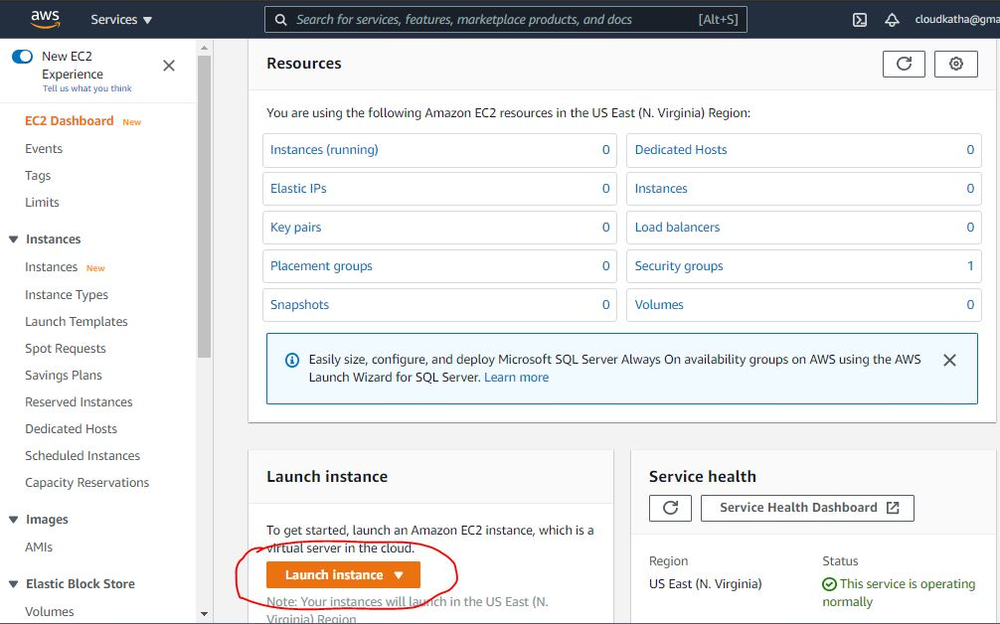 aws
Services ▼
Search for services, features, marketplace products, and docs [Alt+S]
cloudkatha@gma
New EC2
Experience
Tell us what you think
EC2 Dashboard New
Events
Tags
Limits
Instances
Instances New
Instance Types
Launch Templates
Spot Requests
Savings Plans
Reserved Instances
Dedicated Hosts
Scheduled Instances
Capacity Reservations
Images
AMIs
Elastic Block Store
Volumes
Resources
You are using the following Amazon EC2 resources in the US East (N. Virginia) Region:
Instances (running) 0
Dedicated Hosts 0
Elastic IPs 0
Instances 0
Key pairs 0
Load balancers 0
Placement groups 0
Security groups 1
Snapshots 0
Volumes 0
Easily size, configure, and deploy Microsoft SQL Server Always On availability groups on AWS using the AWS
Launch Wizard for SQL Server. Learn more
Launch instance
To get started, launch an Amazon EC2 instance, which is a
virtual server in the cloud.
Launch instance ▼
Note: Your instances will launch in the US East (N.
Virginia) Region
Service health
Service Health Dashboard
Region
US East (N. Virginia)
Status
This service is operating
normally